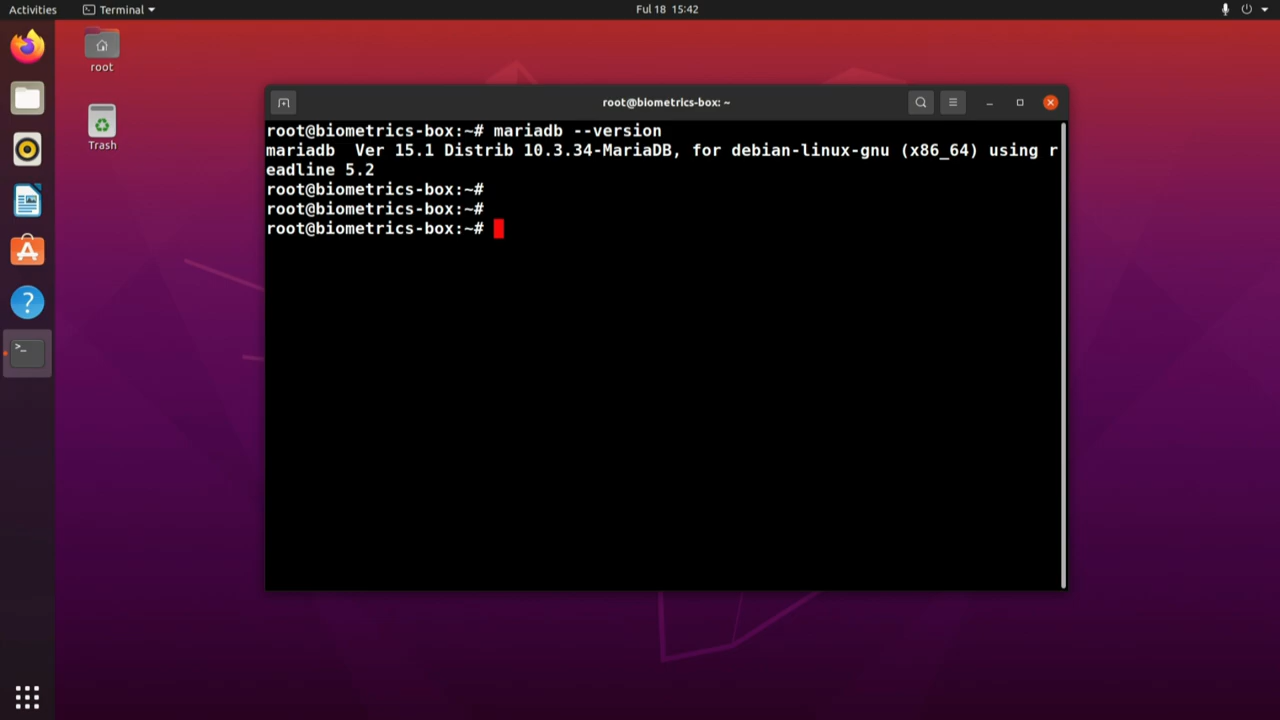 Activities
Terminal
Ful 18 15:42
root
Trash
root@biometrics-box: ~
root@biometrics-box:~# mariadb --version
mariadb  Ver 15.1 Distrib 10.3.34-MariaDB, for debian-linux-gnu (x86_64) using r
eadline 5.2
root@biometrics-box:~#
root@biometrics-box:~#
root@biometrics-box:~#